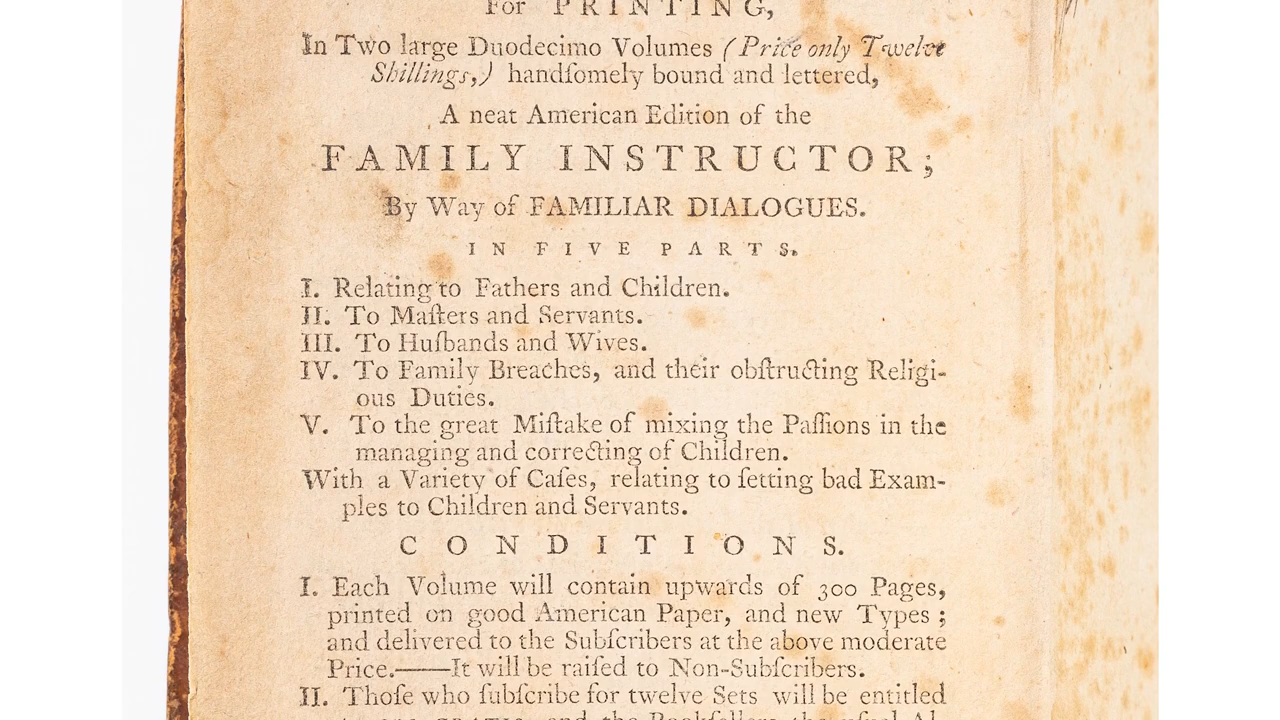 For PRINTING,
In Two large Duodecimo Volumes (Price only Twelve
Shillings,) handſomely bound and lettered,
A neat American Edition of the
FAMILY INSTRUCTOR;
By Way of FAMILIAR DIALOGUES.
IN FIVE PARTS.
I. Relating to Fathers and Children.
II. To Maſters and Servants.
III. To Huſbands and Wives.
IV. To Family Breaches, and their obſtructing Religi-
ous Duties.
V. To the great Miſtake of mixing the Paſſions in the
managing and correcting of Children.
With a Variety of Caſes, relating to ſetting bad Exam-
ples to Children and Servants.
CONDITIONS.
I. Each Volume will contain upwards of 300 Pages,
printed on good American Paper, and new Types ;
and delivered to the Subſcribers at the above moderate
Price.——It will be raiſed to Non-Subſcribers.
II. Thoſe who ſubſcribe for twelve Sets will be entitled
and the Bookſellers the uſual Al-